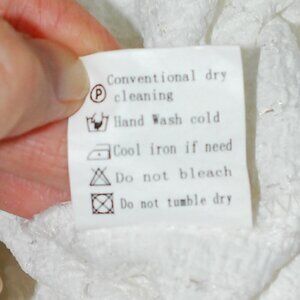 Conventional dry
P cleaning
Hand Wash cold
Cool iron if need
Do not bleach
Do not tumble dry